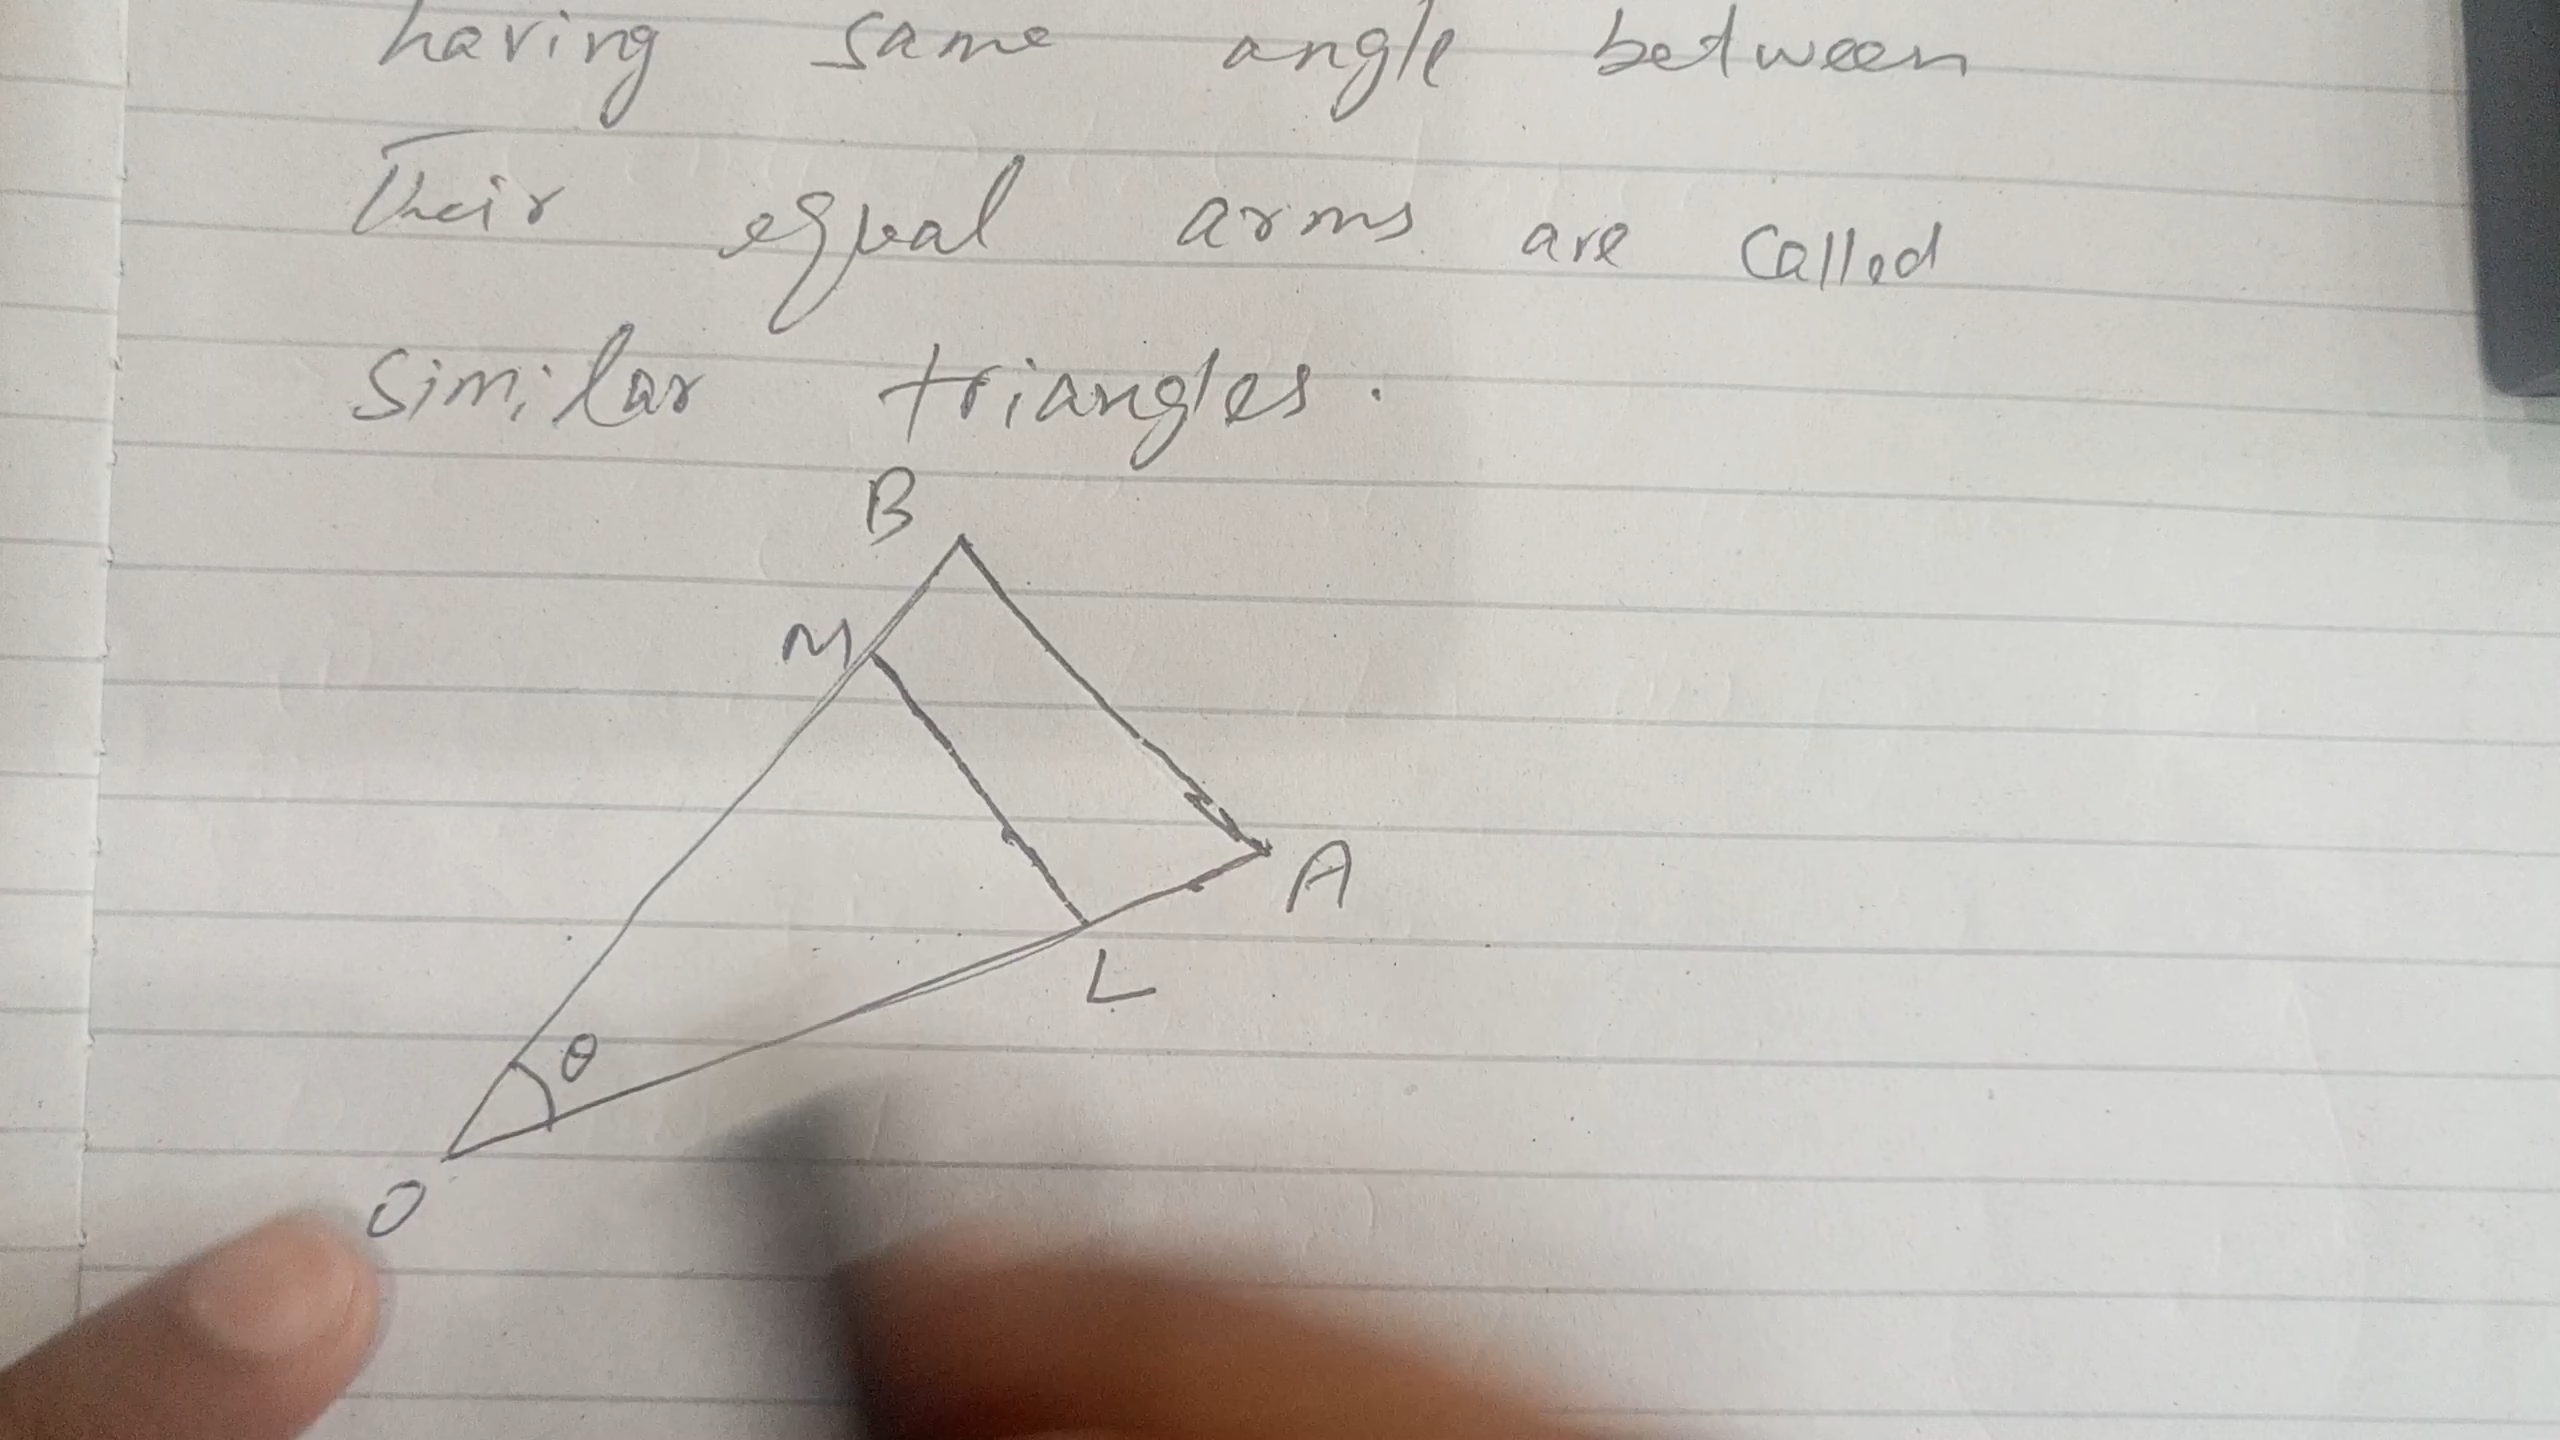 having same angle between
their equal arms are called
similar triangles.
B
M
A
L
θ
O